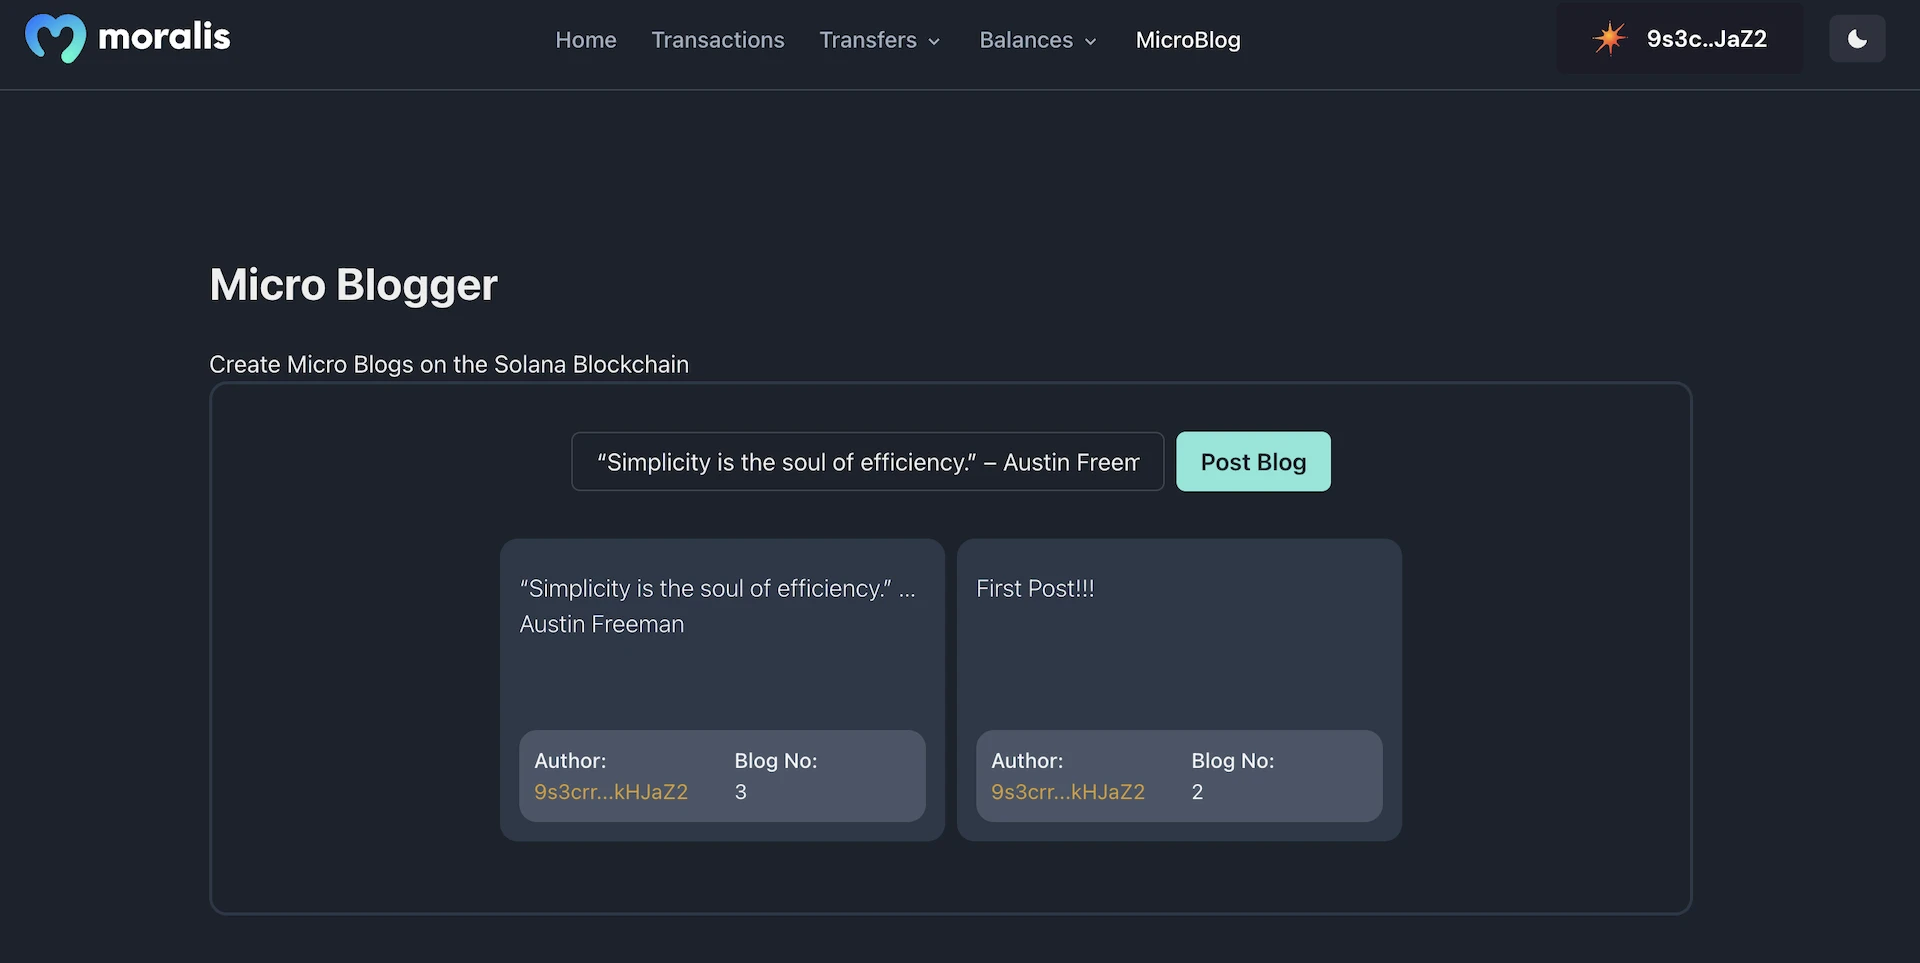 moralis
Home Transactions Transfers Balances MicroBlog
9s3c..JaZ2
Micro Blogger
Create Micro Blogs on the Solana Blockchain
“Simplicity is the soul of efficiency.” – Austin Freem
Post Blog
“Simplicity is the soul of efficiency.” ...
Austin Freeman
Author: Blog No:
9s3crr...kHJaZ2 3
First Post!!!
Author: Blog No:
9s3crr...kHJaZ2 2